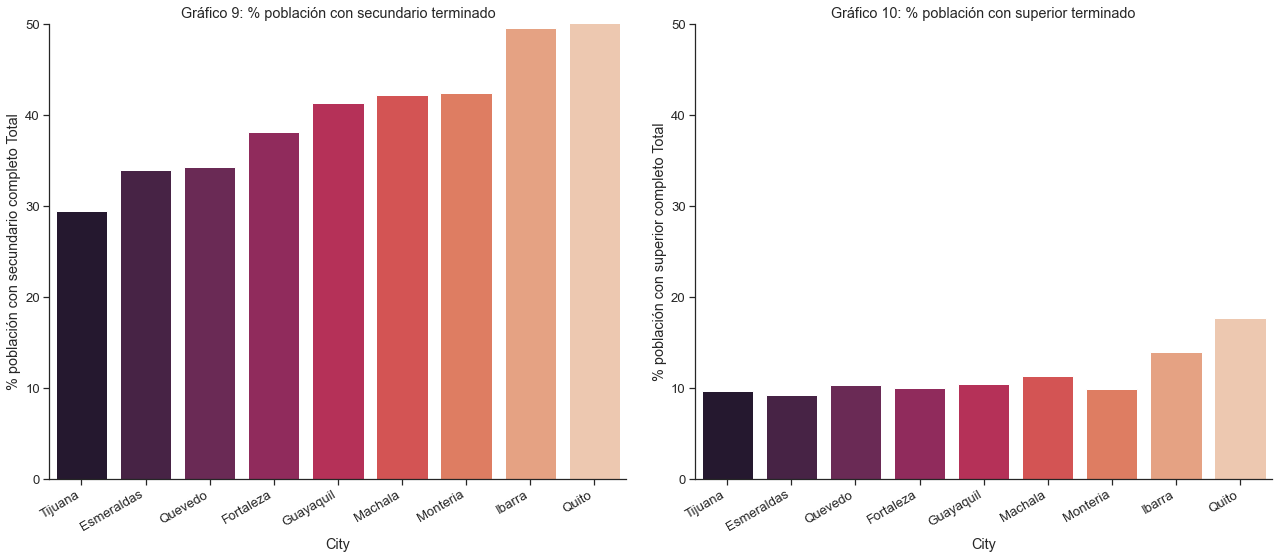 Gráfico 9: % población con secundario terminado
% población con secundario completo Total
50
40
30
20
10
0
Tijuana
Esmeraldas
Quevedo
Fortaleza
Guayaquil
Machala
Monteria
Ibarra
Quito
City
Gráfico 10: % población con superior terminado
% población con superior completo Total
50
40
30
20
10
0
Tijuana
Esmeraldas
Quevedo
Fortaleza
Guayaquil
Machala
Monteria
Ibarra
Quito
City